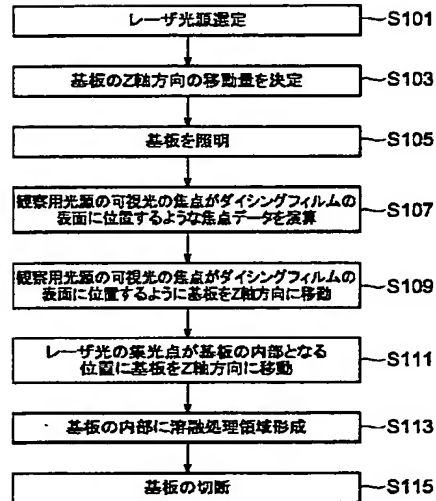 レーザ光源選定
S101
基板のZ軸方向の移動量を決定
S103
基板を照明
S105
観察用光源の可視光の焦点がダイシングフィルムの
表面に位置するような焦点データを演算
S107
観察用光源の可視光の焦点がダイシングフィルムの
表面に位置するように基板をZ軸方向に移動
S109
レーザ光の集光点が基板の内部となる
位置に基板をZ軸方向に移動
S111
基板の内部に溶融処理領域形成
S113
基板の切断
S115